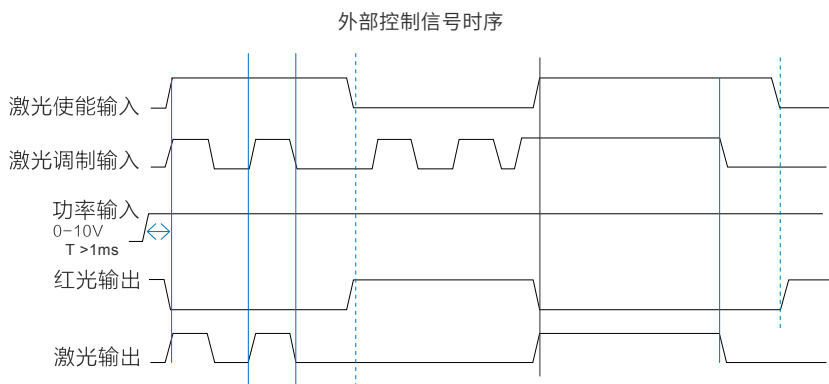 外部控制信号时序
激光使能输入
激光调制输入
功率输入
0-10V
T >1ms
红光输出
激光输出